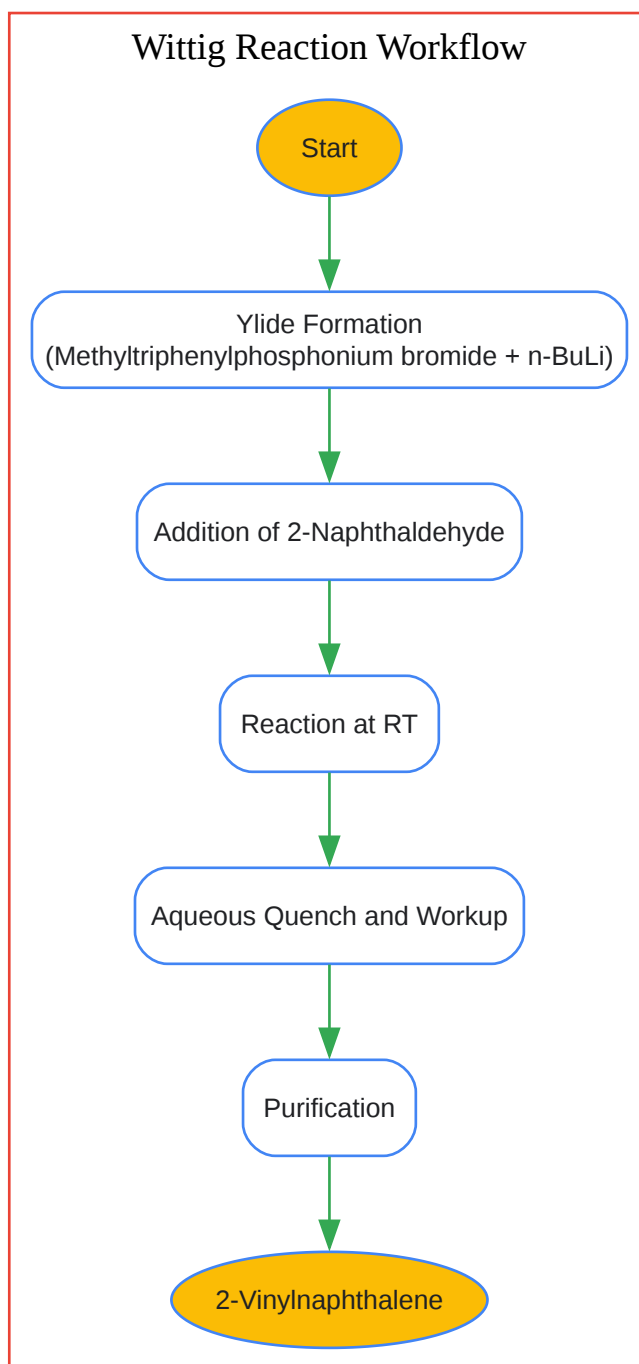 Wittig Reaction Workflow
Start
Ylide Formation
(Methyltriphenylphosphonium bromide + n-BuLi)
Addition of 2-Naphthaldehyde
Reaction at RT
Aqueous Quench and Workup
Purification
2-Vinylnaphthalene